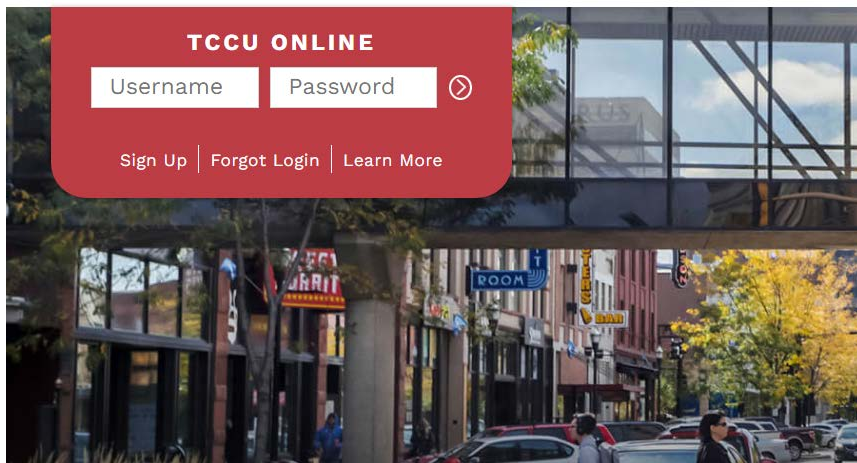 TCCU ONLINE
Username Password
Sign Up Forgot Login Learn More
ROOM
BAR